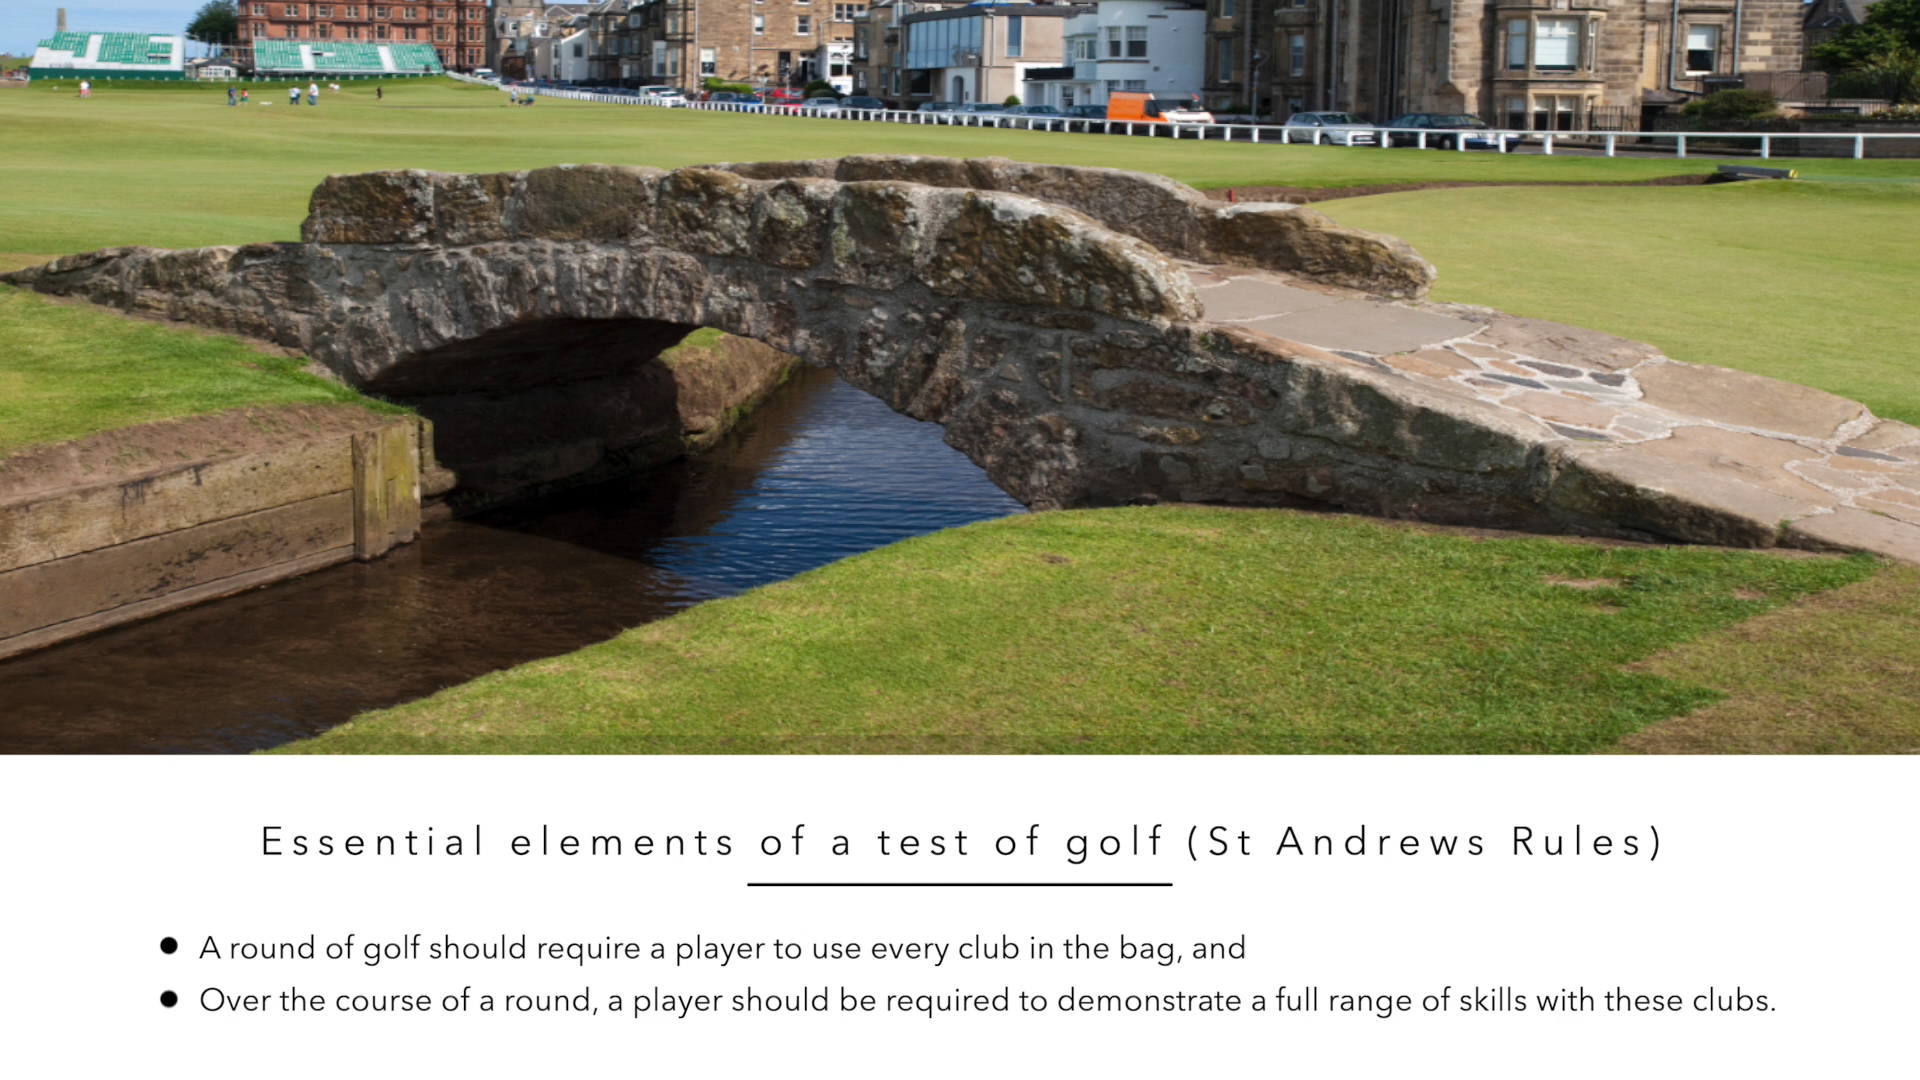 Essential elements of a test of golf (St Andrews Rules)
● A round of golf should require a player to use every club in the bag, and
● Over the course of a round, a player should be required to demonstrate a full range of skills with these clubs.